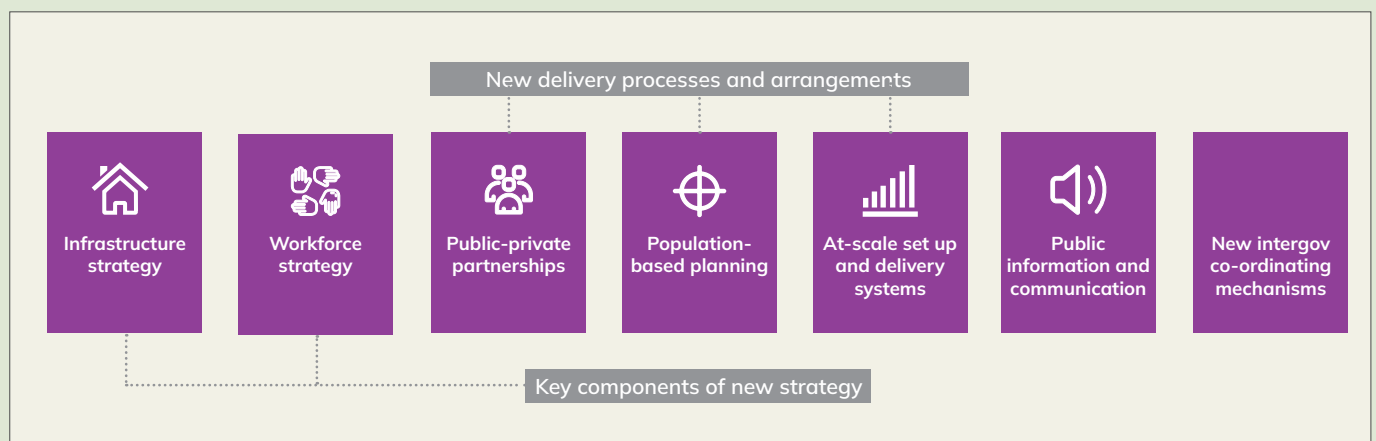 New delivery processes and arrangements
Infrastructure
strategy
Workforce
strategy
Public-private
partnerships
Population-
based planning
At-scale set up
and delivery
systems
Public
information and
communication
New intergov
co-ordinating
mechanisms
Key components of new strategy